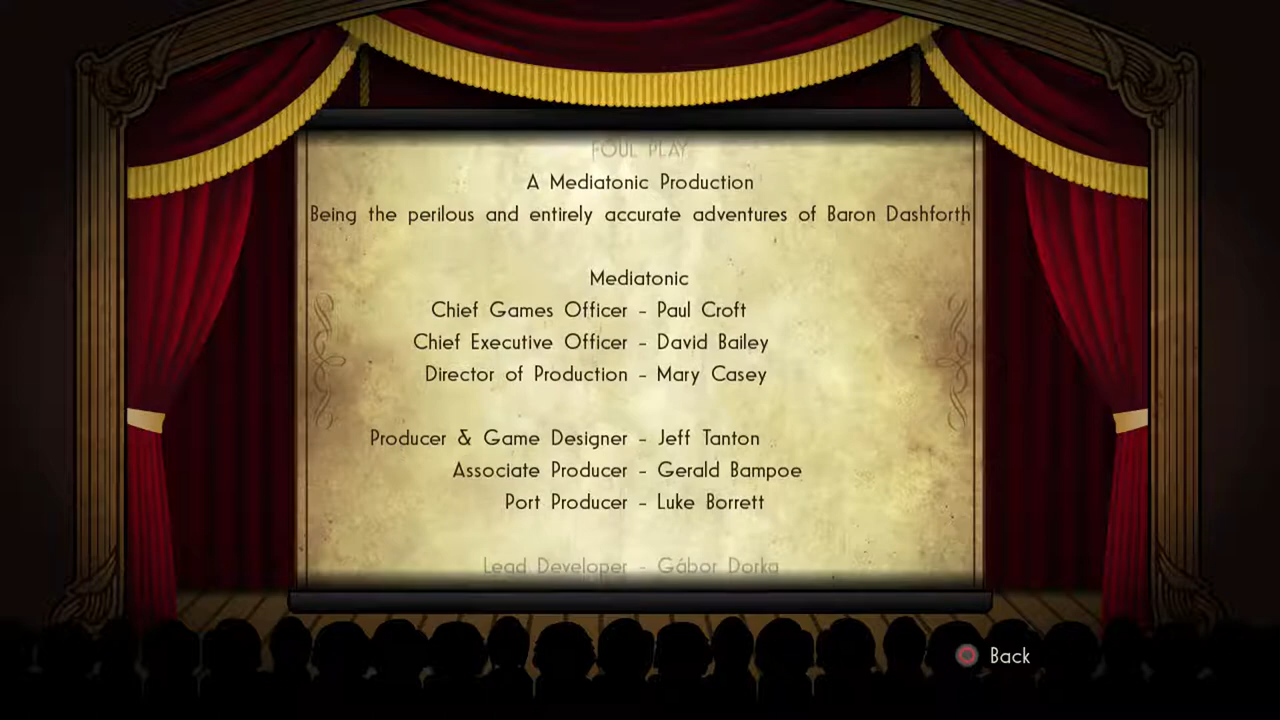 FOUL PLAY
A Mediatonic Production
Being the perilous and entirely accurate adventures of Baron Dashforth
Mediatonic
Chief Games Officer - Paul Croft
Chief Executive Officer - David Bailey
Director of Production - Mary Casey
Producer & Game Designer - Jeff Tanton
Associate Producer - Gerald Bampoe
Port Producer - Luke Borrett
Lead Developer - Gábor Dorka
Back